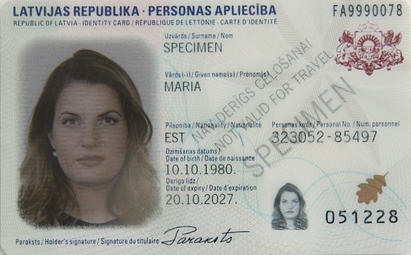 LATVIJAS REPUBLIKA · PERSONAS APLIECĪBA
REPUBLIC OF LATVIA · IDENTITY CARD / RÉPUBLIQUE DE LETTONIE · CARTE D'IDENTITÉ
FA9990078
Uzvārds / Surname / Nom
SPECIMEN
Vārds(-i) / Given name(s) / Prénom(s)
MARIA
Pilsonība / Nationality / Nationalité
EST
Personas kods / Personal No. / Num. personnel
323052-85497
Dzimšanas datums /
Date of birth / Date de naissance
10.10.1980.
Derīga līdz /
Date of expiry / Date d'expiration
20.10.2027.
NAV DERĪGS CEĻOŠANAI
NOT VALID FOR TRAVEL
SPECIMEN
051228
Paraksts / Holder's signature / Signature du titulaire
Paraksts